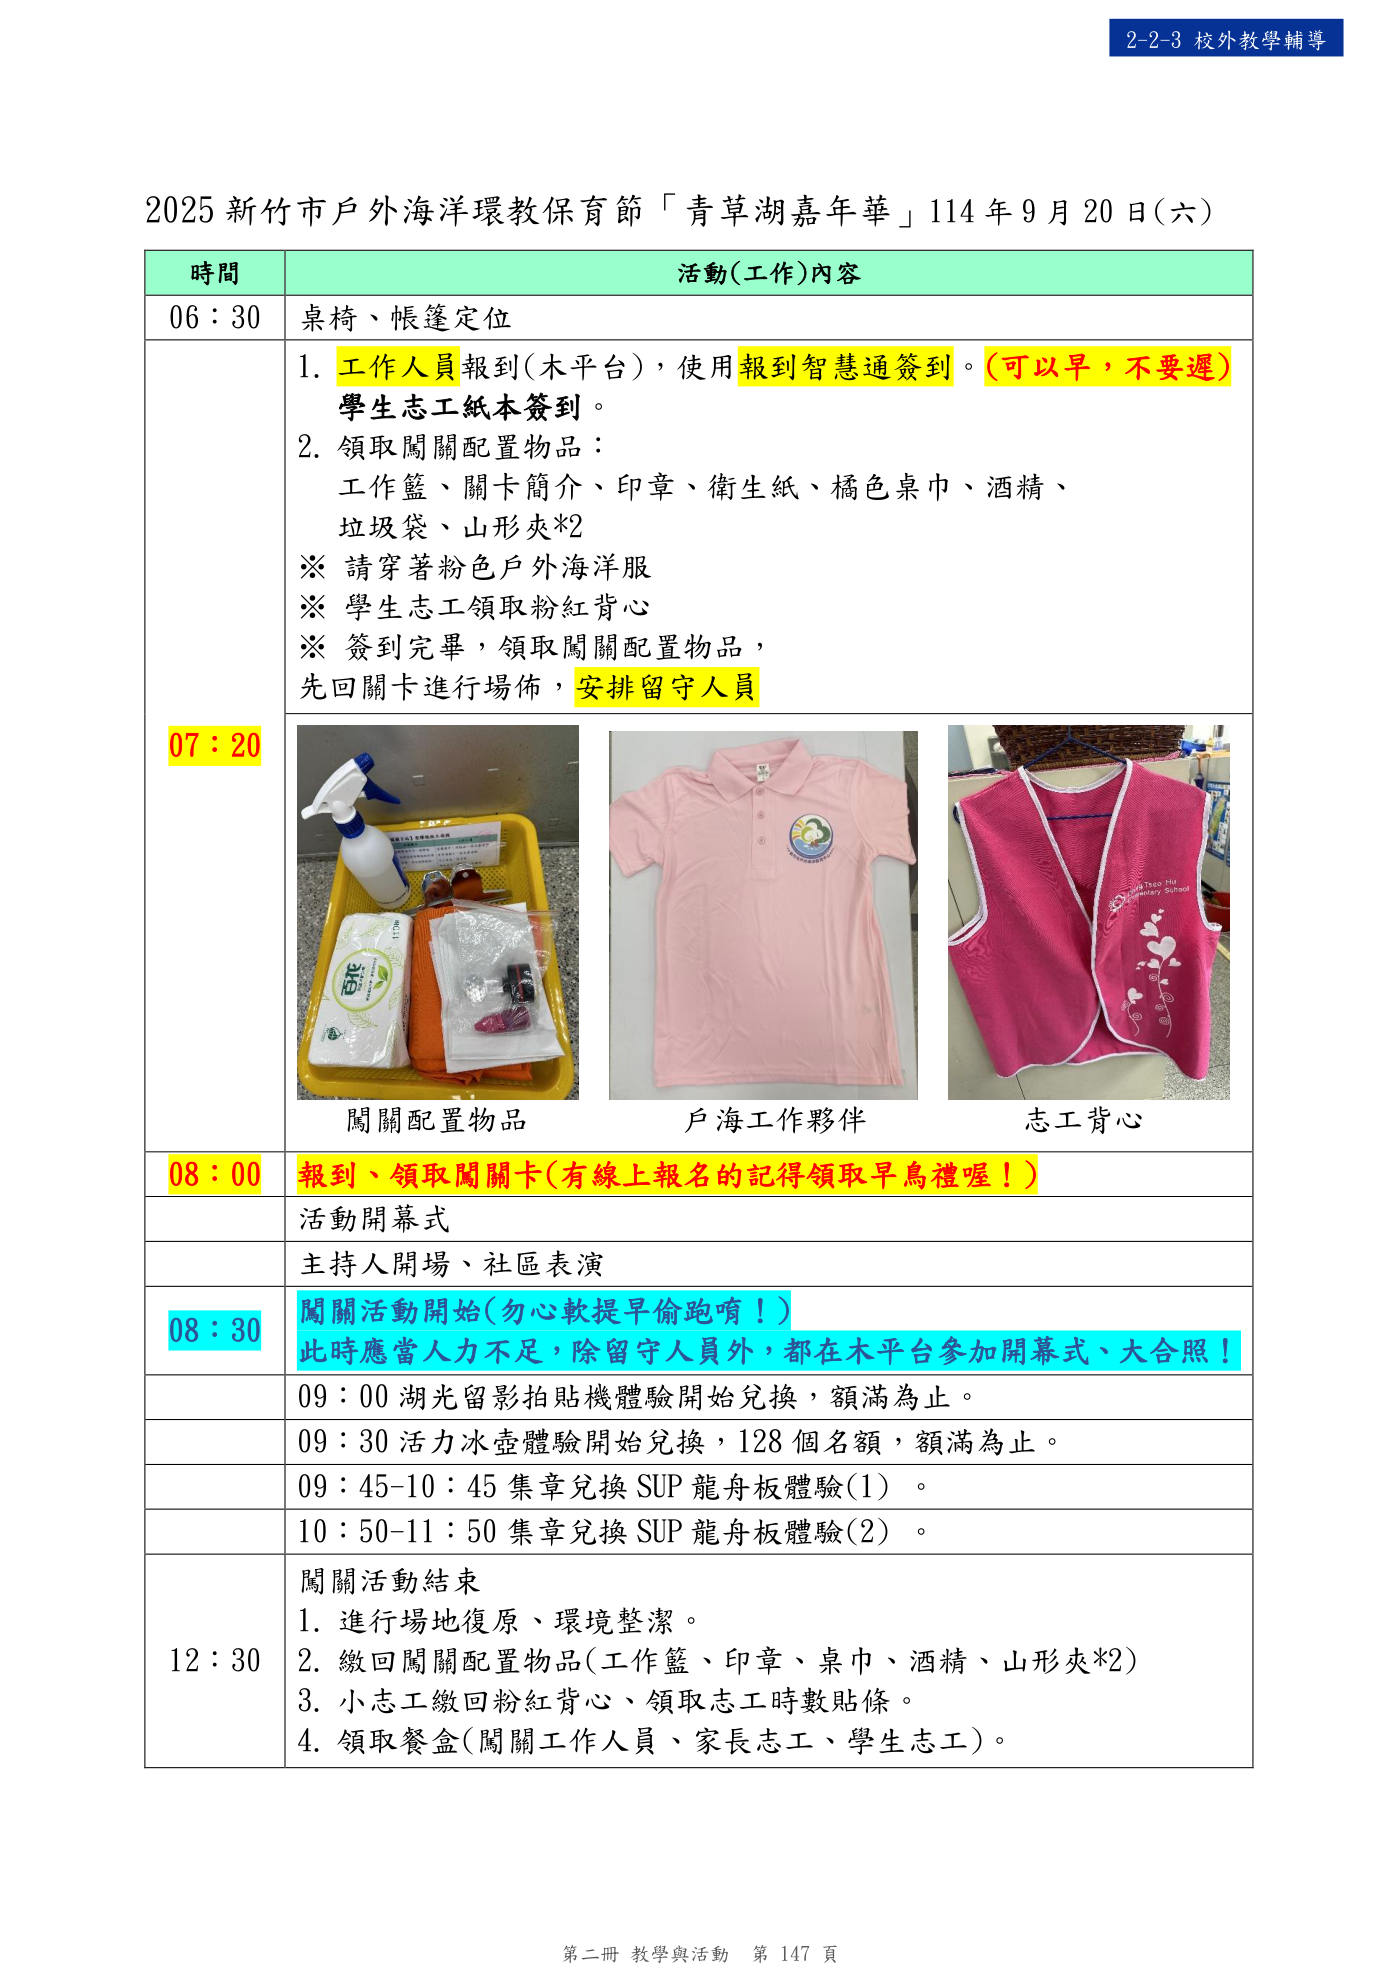 2-2-3 校外教學輔導
2025 新竹市戶外海洋環教保育節「青草湖嘉年華」114 年 9 月 20 日(六)
時間 活動(工作)內容
06：30 桌椅、帳篷定位
1. 工作人員報到(木平台)，使用報到智慧通簽到。(可以早，不要遲)
學生志工紙本簽到。
2. 領取闖關配置物品：
工作籃、關卡簡介、印章、衛生紙、橘色桌巾、酒精、
垃圾袋、山形夾*2
※ 請穿著粉色戶外海洋服
※ 學生志工領取粉紅背心
※ 簽到完畢，領取闖關配置物品，
先回關卡進行場佈，安排留守人員
07：20
闖關配置物品 戶海工作夥伴 志工背心
08：00 報到、領取闖關卡(有線上報名的記得領取早鳥禮喔！)
活動開幕式
主持人開場、社區表演
08：30
闖關活動開始(勿心軟提早偷跑唷！)
此時應當人力不足，除留守人員外，都在木平台參加開幕式、大合照！
09：00 湖光留影拍貼機體驗開始兌換，額滿為止。
09：30 活力冰壺體驗開始兌換，128 個名額，額滿為止。
09：45-10：45 集章兌換 SUP 龍舟板體驗(1) 。
10：50-11：50 集章兌換 SUP 龍舟板體驗(2) 。
12：30
闖關活動結束
1. 進行場地復原、環境整潔。
2. 繳回闖關配置物品(工作籃、印章、桌巾、酒精、山形夾*2)
3. 小志工繳回粉紅背心、領取志工時數貼條。
4. 領取餐盒(闖關工作人員、家長志工、學生志工)。
第二冊 教學與活動 第 147 頁